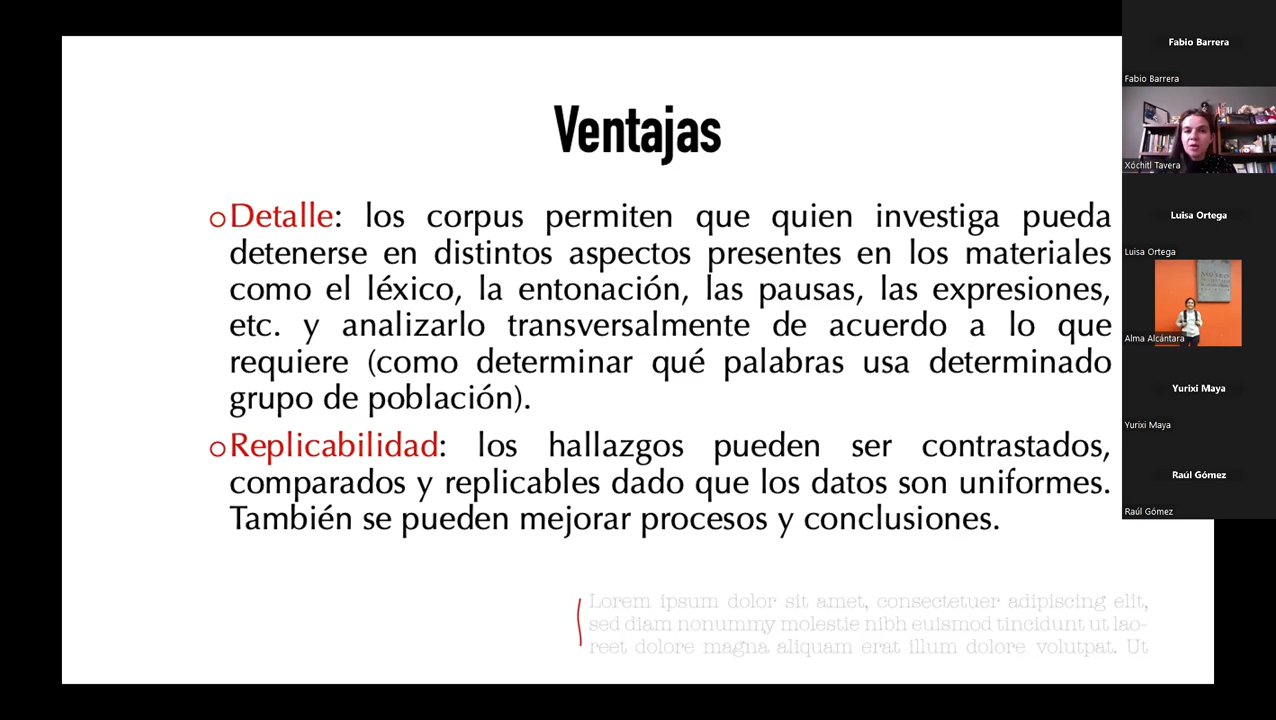 Ventajas
○Detalle: los corpus permiten que quien investiga pueda
detenerse en distintos aspectos presentes en los materiales
como el léxico, la entonación, las pausas, las expresiones,
etc. y analizarlo transversalmente de acuerdo a lo que
requiere (como determinar qué palabras usa determinado
grupo de población).
○Replicabilidad: los hallazgos pueden ser contrastados,
comparados y replicables dado que los datos son uniformes.
También se pueden mejorar procesos y conclusiones.
Lorem ipsum dolor sit amet, consectetuer adipiscing elit,
sed diam nonummy molestie nibh euismod tincidunt ut lao-
reet dolore magna aliquam erat illum dolore volutpat. Ut
Fabio Barrera
Fabio Barrera
Xóchitl Tavera
Luisa Ortega
Luisa Ortega
Alma Alcántara
Yurixi Maya
Yurixi Maya
Raúl Gómez
Raúl Gómez